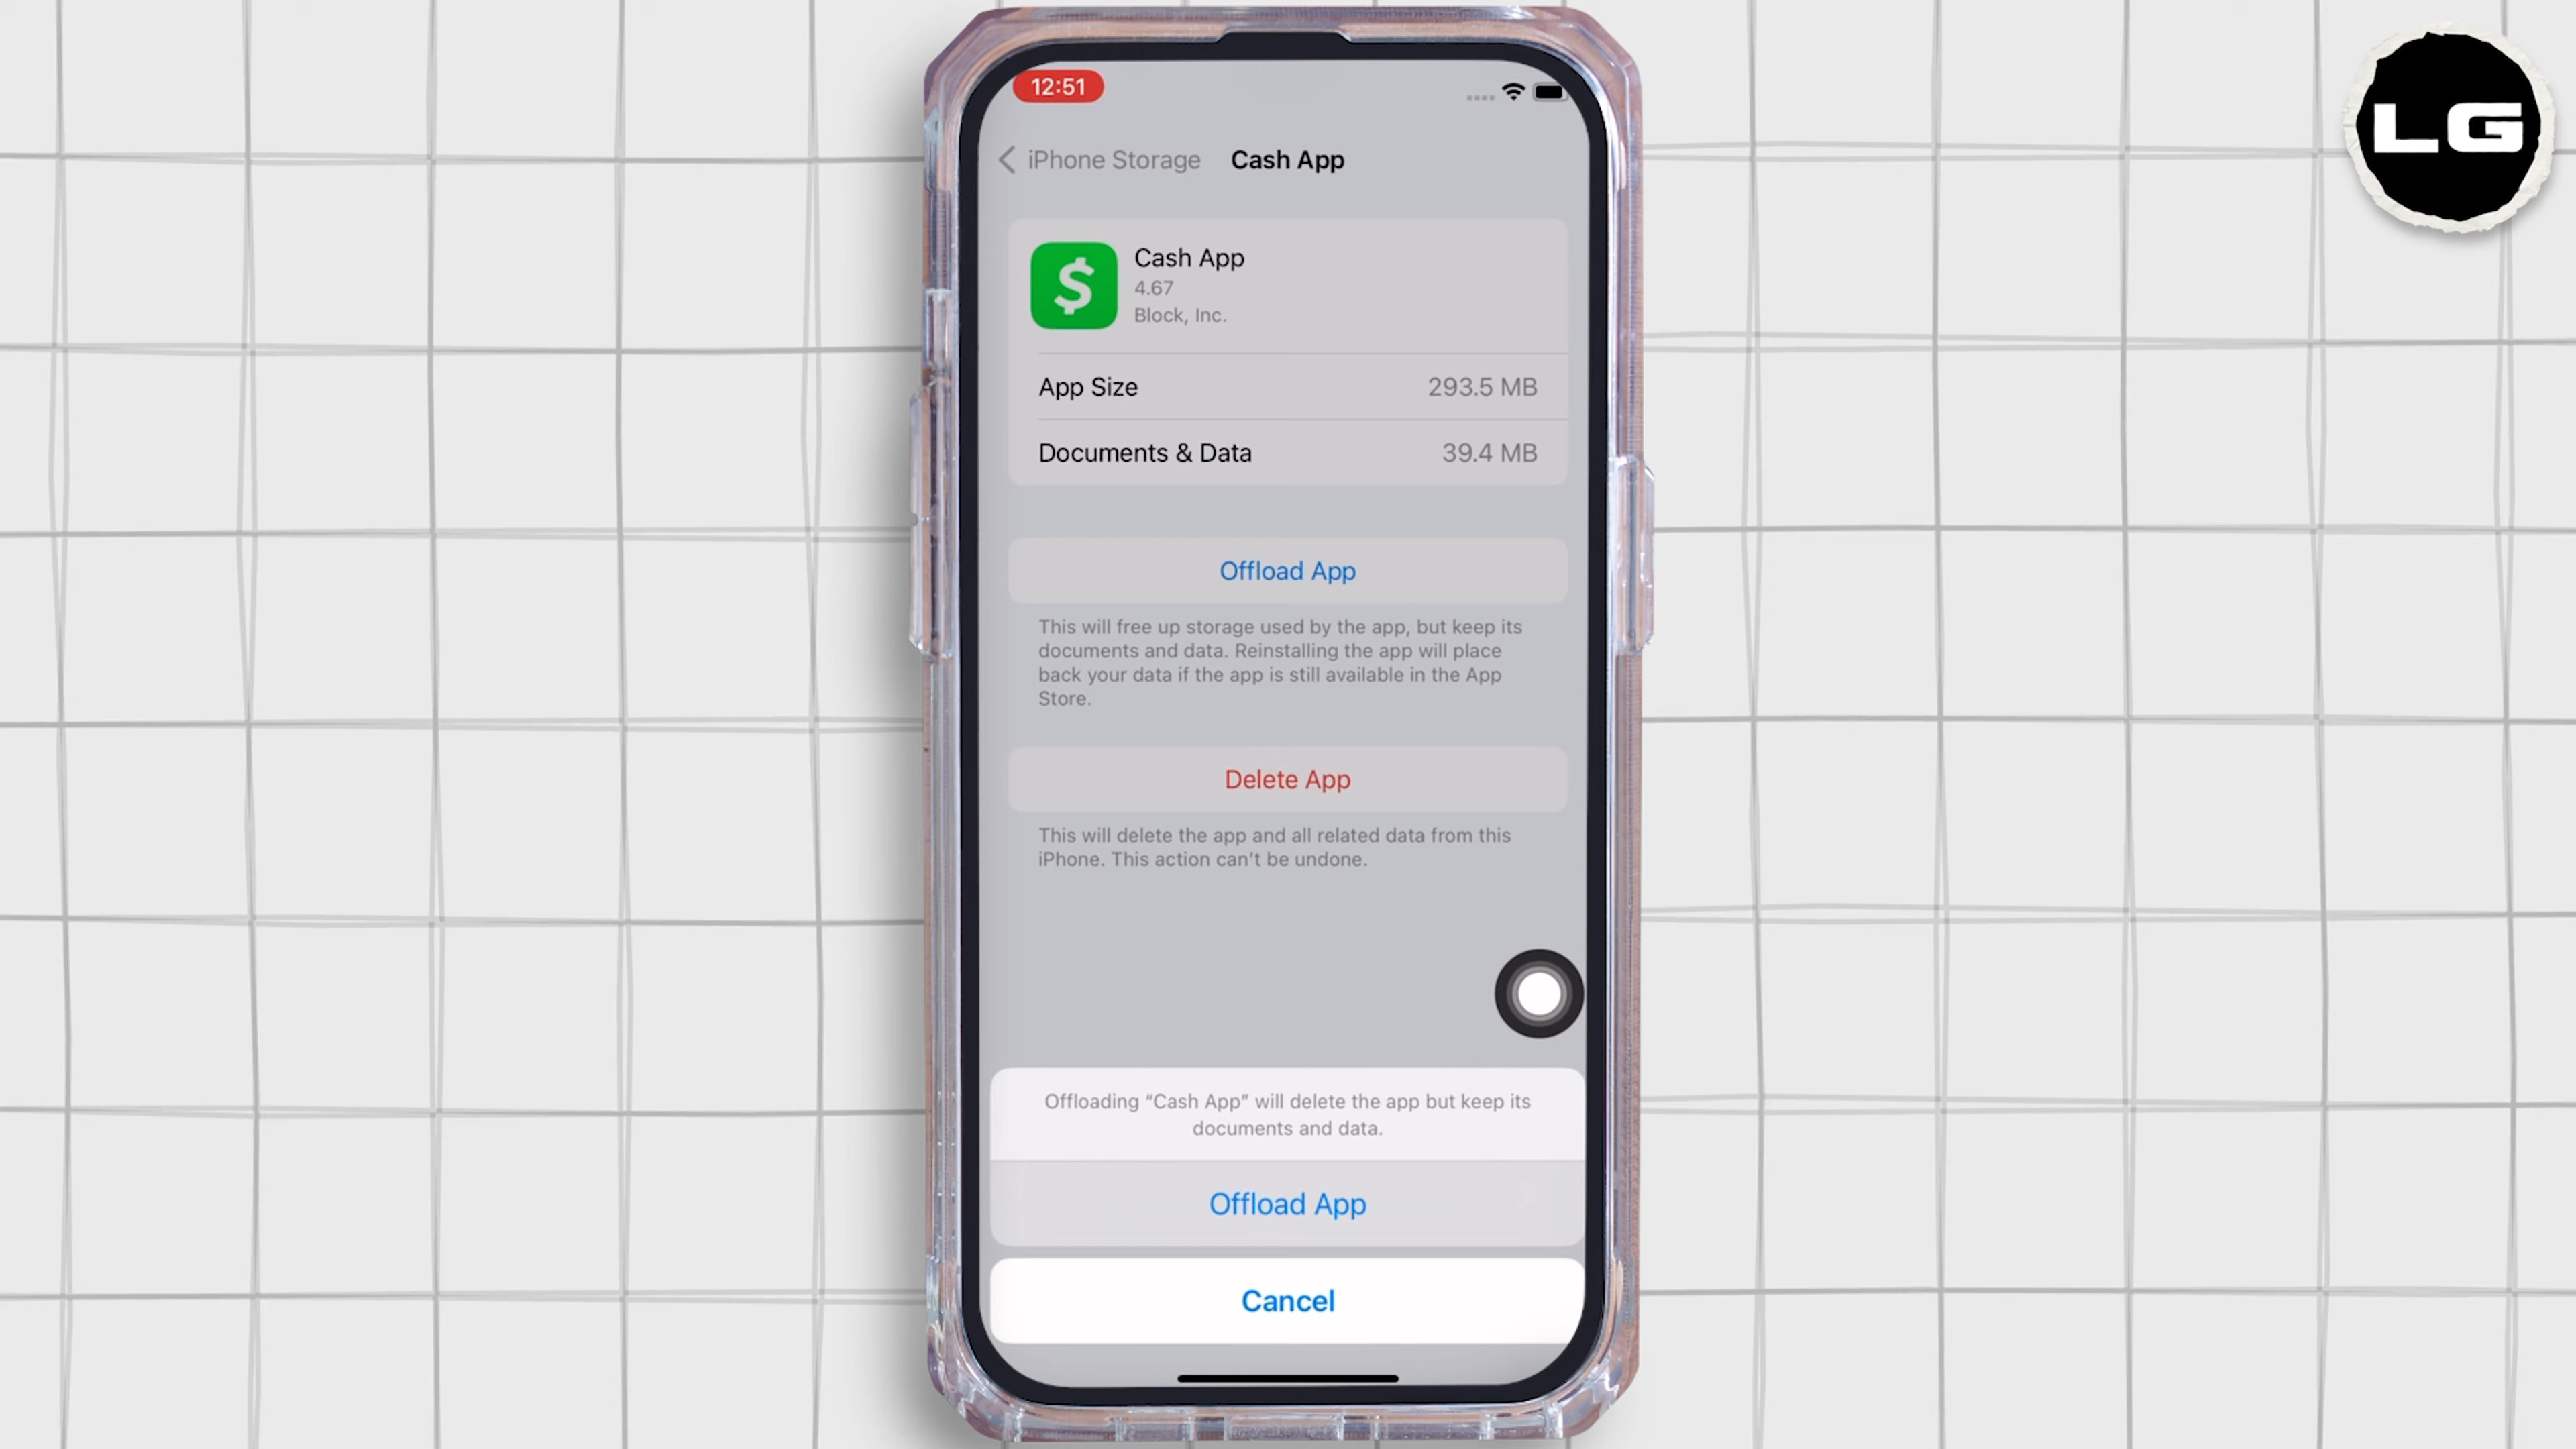 LG
12:51
iPhone Storage
Cash App
$
Cash App
4.67
Block, Inc.
App Size
293.5 MB
Documents & Data
39.4 MB
Offload App
This will free up storage used by the app, but keep its
documents and data. Reinstalling the app will place
back your data if the app is still available in the App
Store.
Delete App
This will delete the app and all related data from this
iPhone. This action can't be undone.
Offloading “Cash App” will delete the app but keep its
documents and data.
Offload App
Cancel